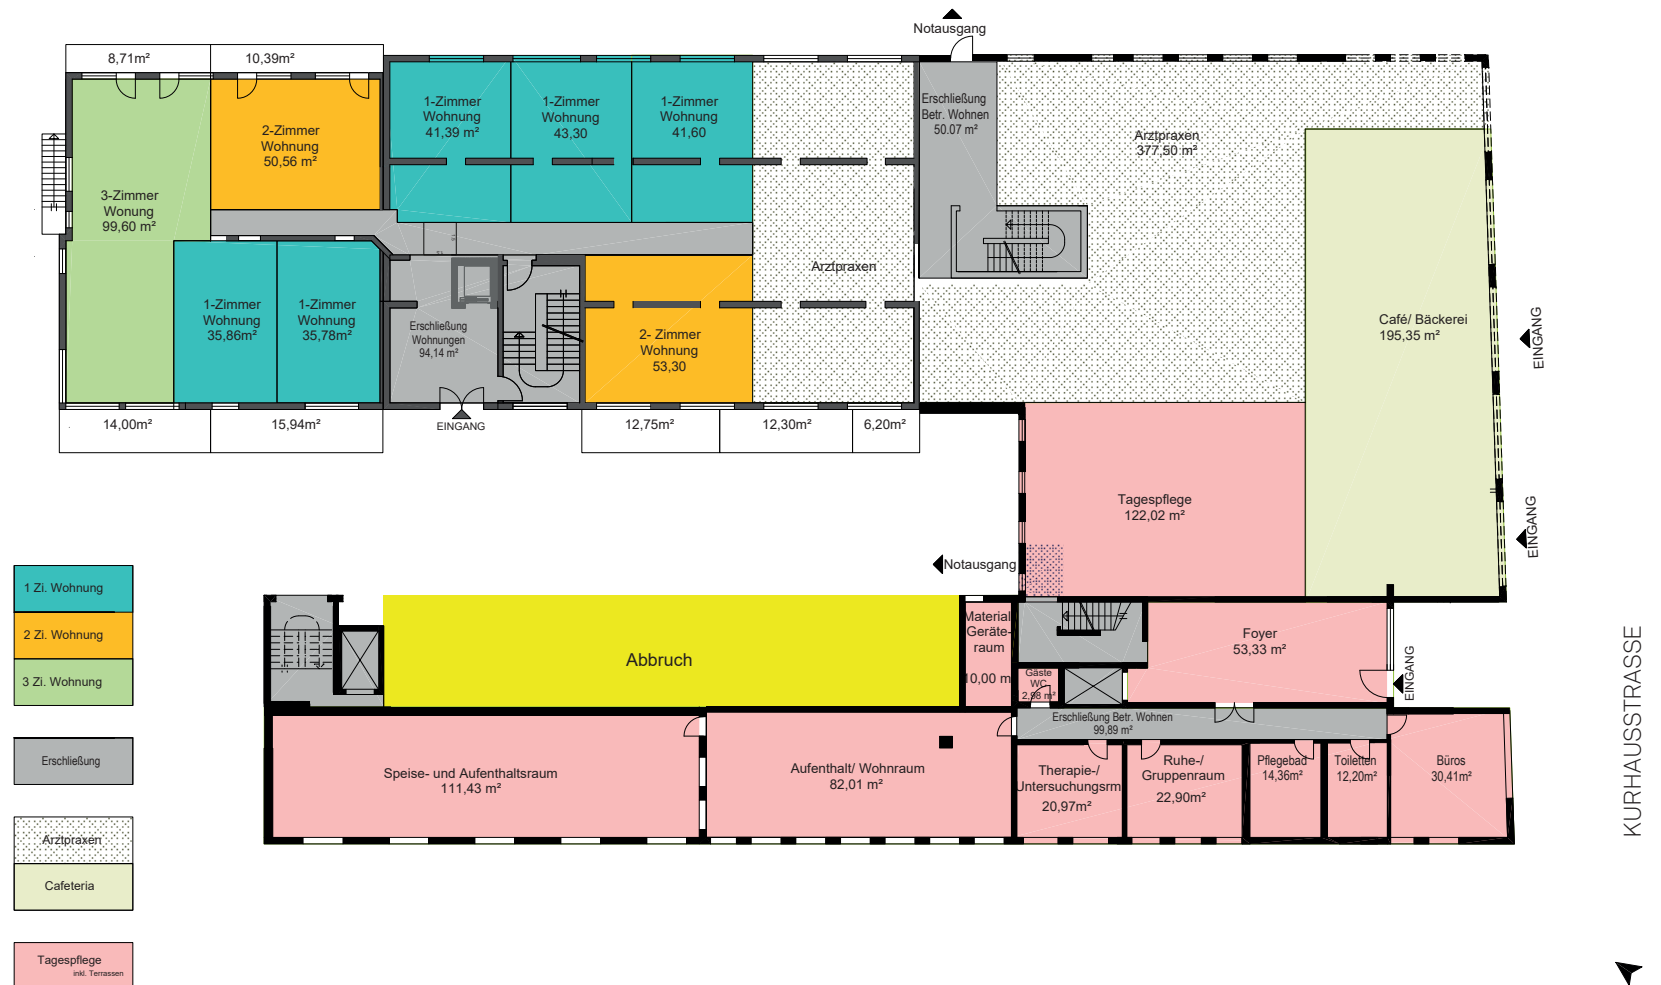 Notausgang
8,71m²
10,39m²
1-Zimmer
Wohnung
41,39 m²
1-Zimmer
Wohnung
43,30
1-Zimmer
Wohnung
41,60
Erschließung
Betr. Wohnen
50.07 m²
Arztpraxen
377,50 m²
2-Zimmer
Wohnung
50,56 m²
3-Zimmer
Wonung
99,60 m²
Arztpraxen
1-Zimmer
Wohnung
35,86m²
1-Zimmer
Wohnung
35,78m²
Erschließung
Wohnungen
94,14 m²
2- Zimmer
Wohnung
53,30
Café/ Bäckerei
195,35 m²
EINGANG
14,00m²
15,94m²
EINGANG
12,75m²
12,30m²
6,20m²
Tagespflege
122,02 m²
EINGANG
Notausgang
1 Zi. Wohnung
2 Zi. Wohnung
3 Zi. Wohnung
Erschließung
Arztpraxen
Cafeteria
Tagespflege
inkl. Terrassen
Abbruch
Material
Geräte-
raum
10,00 m
Foyer
53,33 m²
Gäste
WC
2,98 m²
EINGANG
Erschließung Betr. Wohnen
99,89 m²
Speise- und Aufenthaltsraum
111,43 m²
Aufenthalt/ Wohnraum
82,01 m²
Therapie-/
Untersuchungsrm
20,97m²
Ruhe-/
Gruppenraum
22,90m²
Pflegebad
14,36m²
Toiletten
12,20m²
Büros
30,41m²
KURHAUSSTRASSE